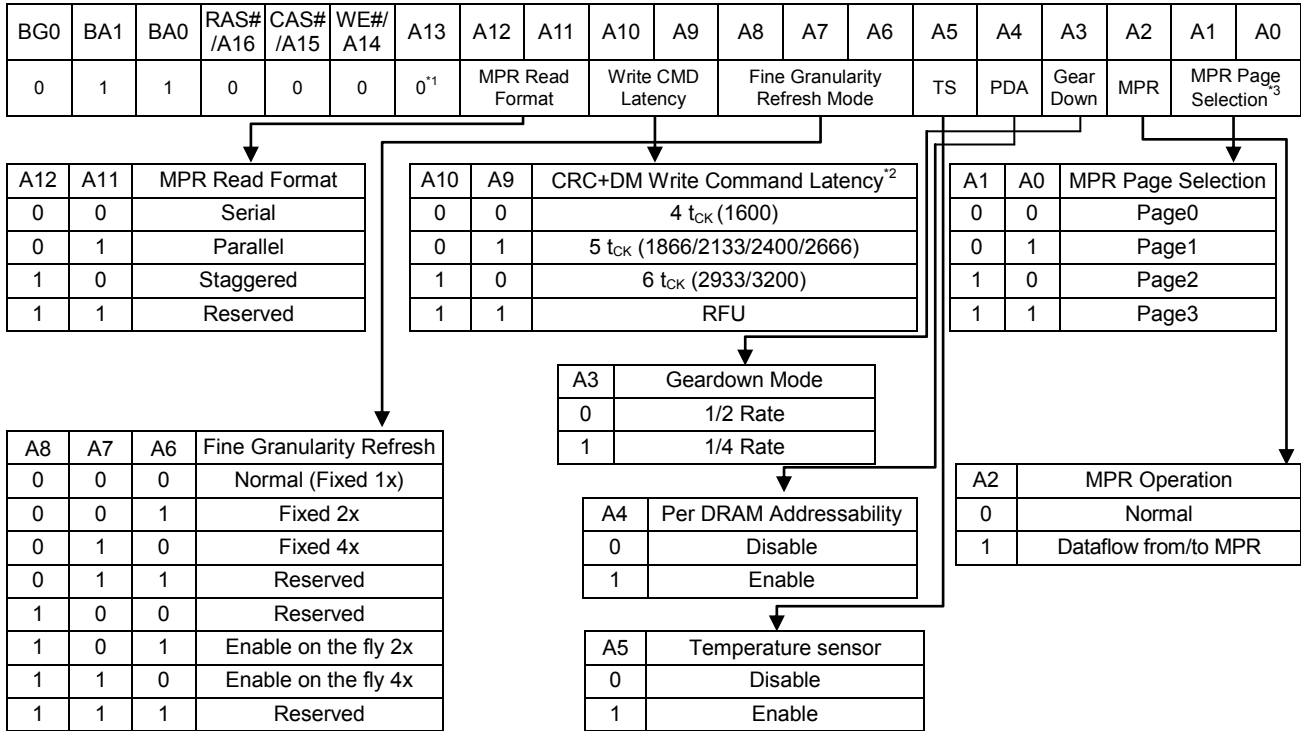 BG0 BA1 BA0 RAS#/A16 CAS#/A15 WE#/A14 A13 A12 A11 A10 A9 A8 A7 A6 A5 A4 A3 A2 A1 A0
0 1 1 0 0 0 0*1 MPR Read Format Write CMD Latency Fine Granularity Refresh Mode TS PDA Gear Down MPR MPR Page Selection*3
A12 A11 MPR Read Format
0 0 Serial
0 1 Parallel
1 0 Staggered
1 1 Reserved
A10 A9 CRC+DM Write Command Latency*2
0 0 4 tCK (1600)
0 1 5 tCK (1866/2133/2400/2666)
1 0 6 tCK (2933/3200)
1 1 RFU
A1 A0 MPR Page Selection
0 0 Page0
0 1 Page1
1 0 Page2
1 1 Page3
A3 Geardown Mode
0 1/2 Rate
1 1/4 Rate
A8 A7 A6 Fine Granularity Refresh
0 0 0 Normal (Fixed 1x)
0 0 1 Fixed 2x
0 1 0 Fixed 4x
0 1 1 Reserved
1 0 0 Reserved
1 0 1 Enable on the fly 2x
1 1 0 Enable on the fly 4x
1 1 1 Reserved
A4 Per DRAM Addressability
0 Disable
1 Enable
A2 MPR Operation
0 Normal
1 Dataflow from/to MPR
A5 Temperature sensor
0 Disable
1 Enable